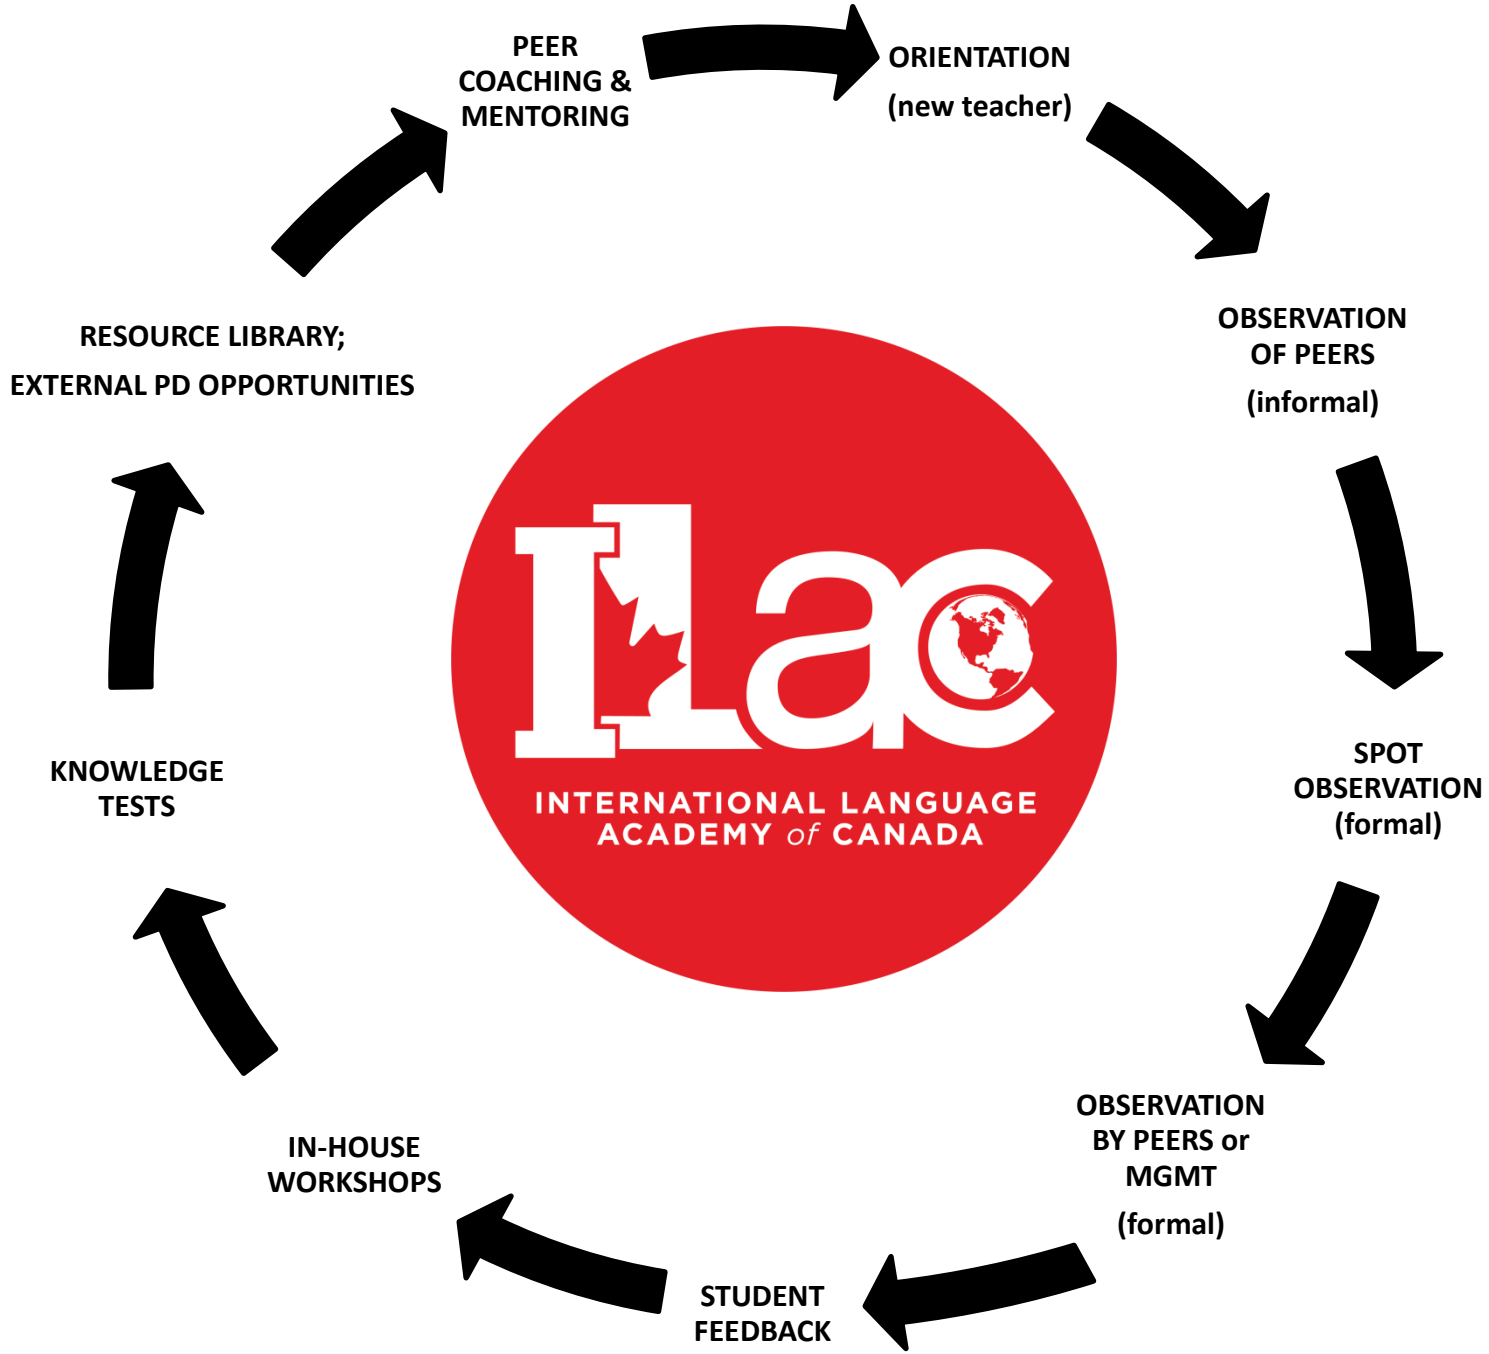 PEER
COACHING &
MENTORING
ORIENTATION
(new teacher)
OBSERVATION
OF PEERS
(informal)
SPOT
OBSERVATION
(formal)
OBSERVATION
BY PEERS or
MGMT
(formal)
STUDENT
FEEDBACK
IN-HOUSE
WORKSHOPS
KNOWLEDGE
TESTS
RESOURCE LIBRARY;
EXTERNAL PD OPPORTUNITIES
ILac
INTERNATIONAL LANGUAGE
ACADEMY of CANADA